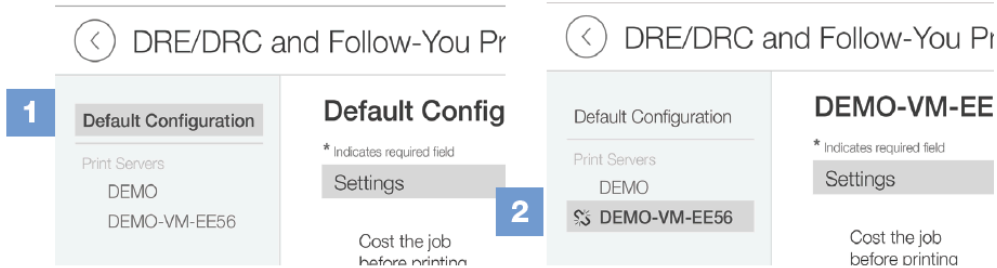 DRE/DRC and Follow-You Pr
1
Default Configuration
Print Servers
DEMO
DEMO-VM-EE56
Default Config
* Indicates required field
Settings
Cost the job
before printing
DRE/DRC and Follow-You Pr
2
Default Configuration
Print Servers
DEMO
DEMO-VM-EE56
DEMO-VM-EE
* Indicates required field
Settings
Cost the job
before printing